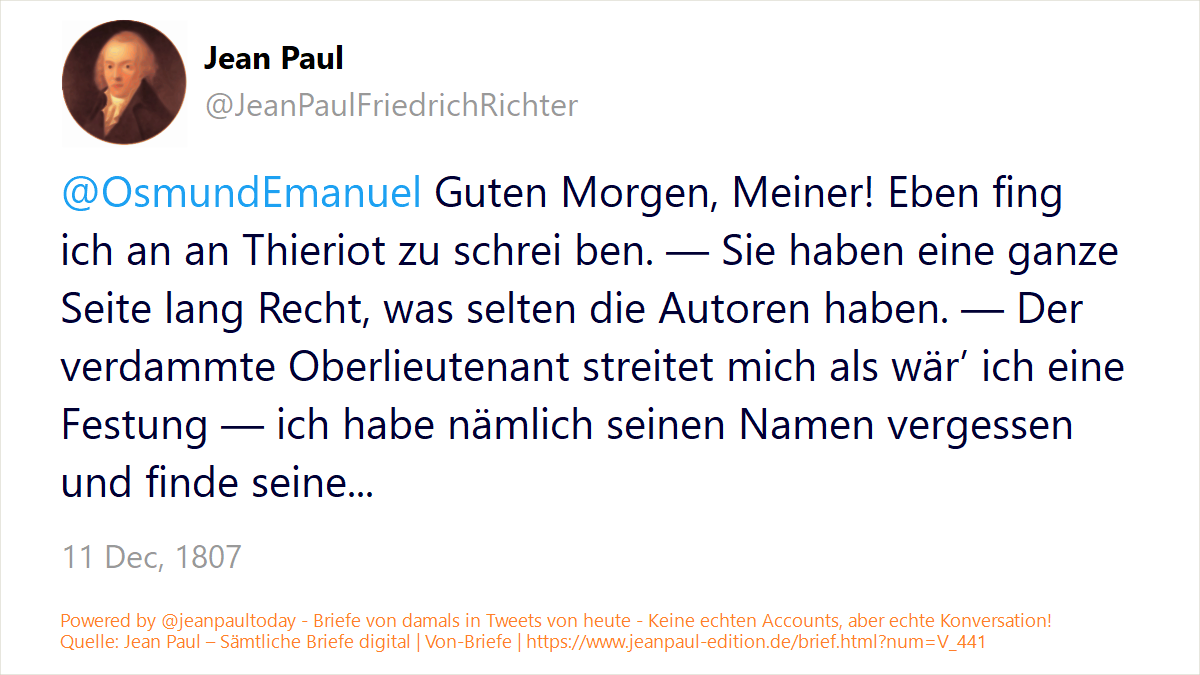 Jean Paul
@JeanPaulFriedrichRichter
@OsmundEmanuel Guten Morgen, Meiner! Eben fing
ich an an Thieriot zu schrei ben. — Sie haben eine ganze
Seite lang Recht, was selten die Autoren haben. — Der
verdammte Oberlieutenant streitet mich als wär’ ich eine
Festung — ich habe nämlich seinen Namen vergessen
und finde seine...
11 Dec, 1807
Powered by @jeanpaultoday - Briefe von damals in Tweets von heute - Keine echten Accounts, aber echte Konversation!
Quelle: Jean Paul – Sämtliche Briefe digital | Von-Briefe | https://www.jeanpaul-edition.de/brief.html?num=V_441